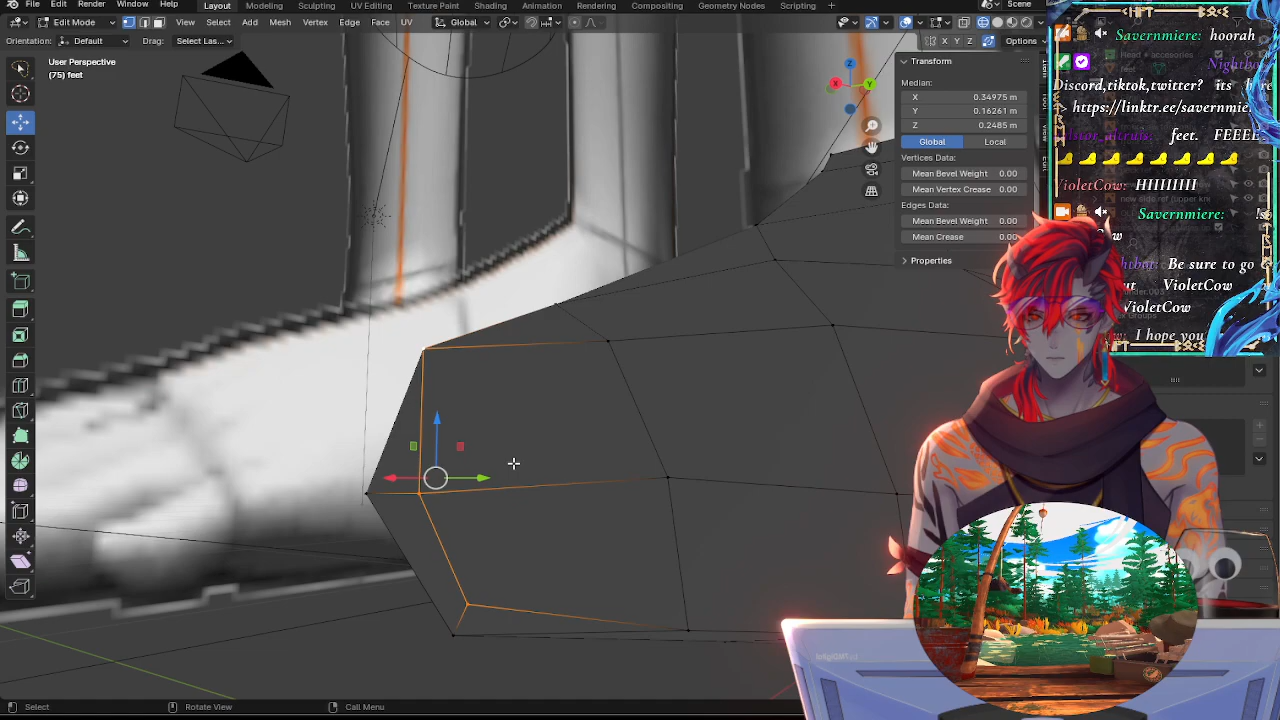 File Edit Render Window Help Layout Modeling Sculpting UV Editing Texture Paint Shading Animation Rendering Compositing Geometry Nodes Scripting Scene
Edit Mode View Select Add Mesh Vertex Edge Face UV Global
Orientation: Default Drag: Select Las... X Y Z Options
User Perspective
(75) feet
Z
X
Y
Transform
Median:
X 0.34975 m
Y 0.16261 m
Z 0.2485 m
Global Local
Vertices Data:
Mean Bevel Weight 0.00
Mean Vertex Crease 0.00
Edges Data:
Mean Bevel Weight 0.00
Mean Crease 0.00
Properties
Savernmiere: hoorah
Discord,tiktok,twitter? its
> https://linktr.ee/savernmie
feet.
VioletCow: HIIIIIIII
Savernmiere:
Be sure to go
VioletCow
VioletCow
I hope you
Select Rotate View Call Menu